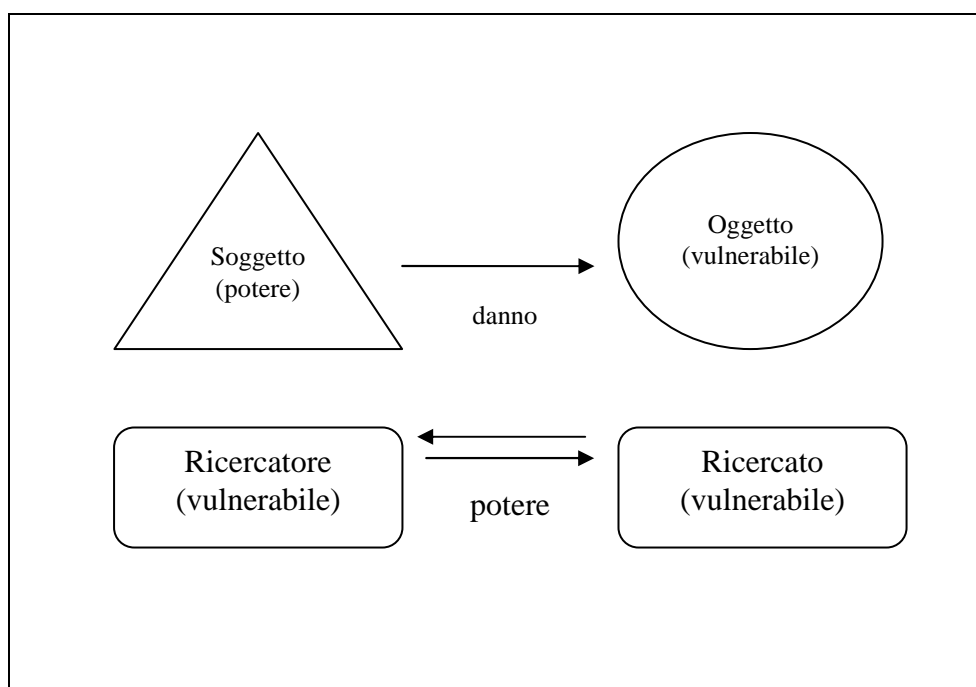 Soggetto
(potere)
danno
Oggetto
(vulnerabile)
Ricercatore
(vulnerabile)
potere
Ricercato
(vulnerabile)